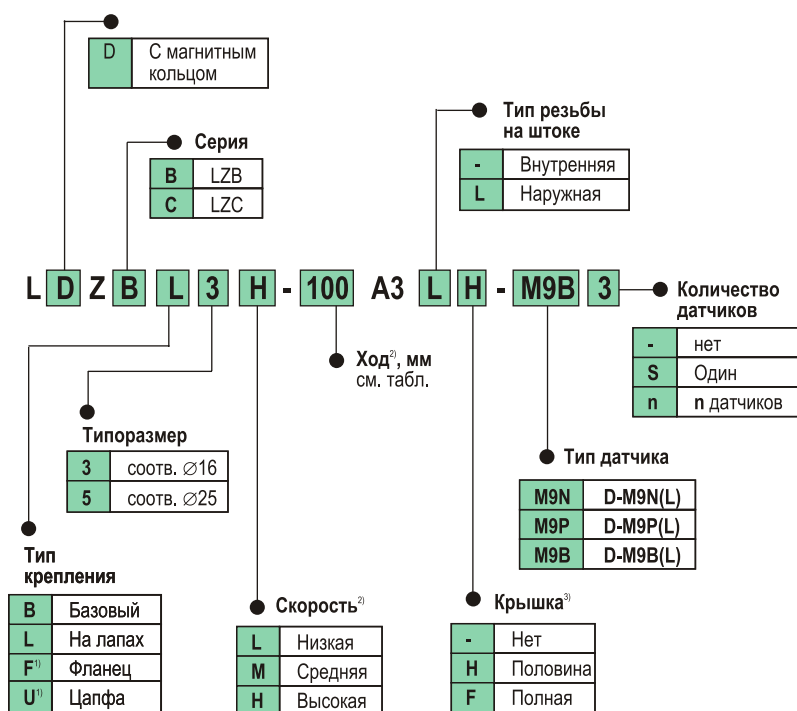 D С магнитным
кольцом
Серия
B LZB
C LZC
Тип резьбы
на штоке
- Внутренняя
L Наружная
L D Z B L 3 H - 100 A3 L H - M9B 3
Количество
датчиков
- нет
S Один
n n датчиков
Ход²⁾, мм
см. табл.
Типоразмер
3 соотв. ∅16
5 соотв. ∅25
Тип датчика
M9N D-M9N(L)
M9P D-M9P(L)
M9B D-M9B(L)
Тип
крепления
B Базовый
L На лапах
F¹⁾ Фланец
U¹⁾ Цапфа
Скорость²⁾
L Низкая
M Средняя
H Высокая
Крышка³⁾
- Нет
H Половина
F Полная